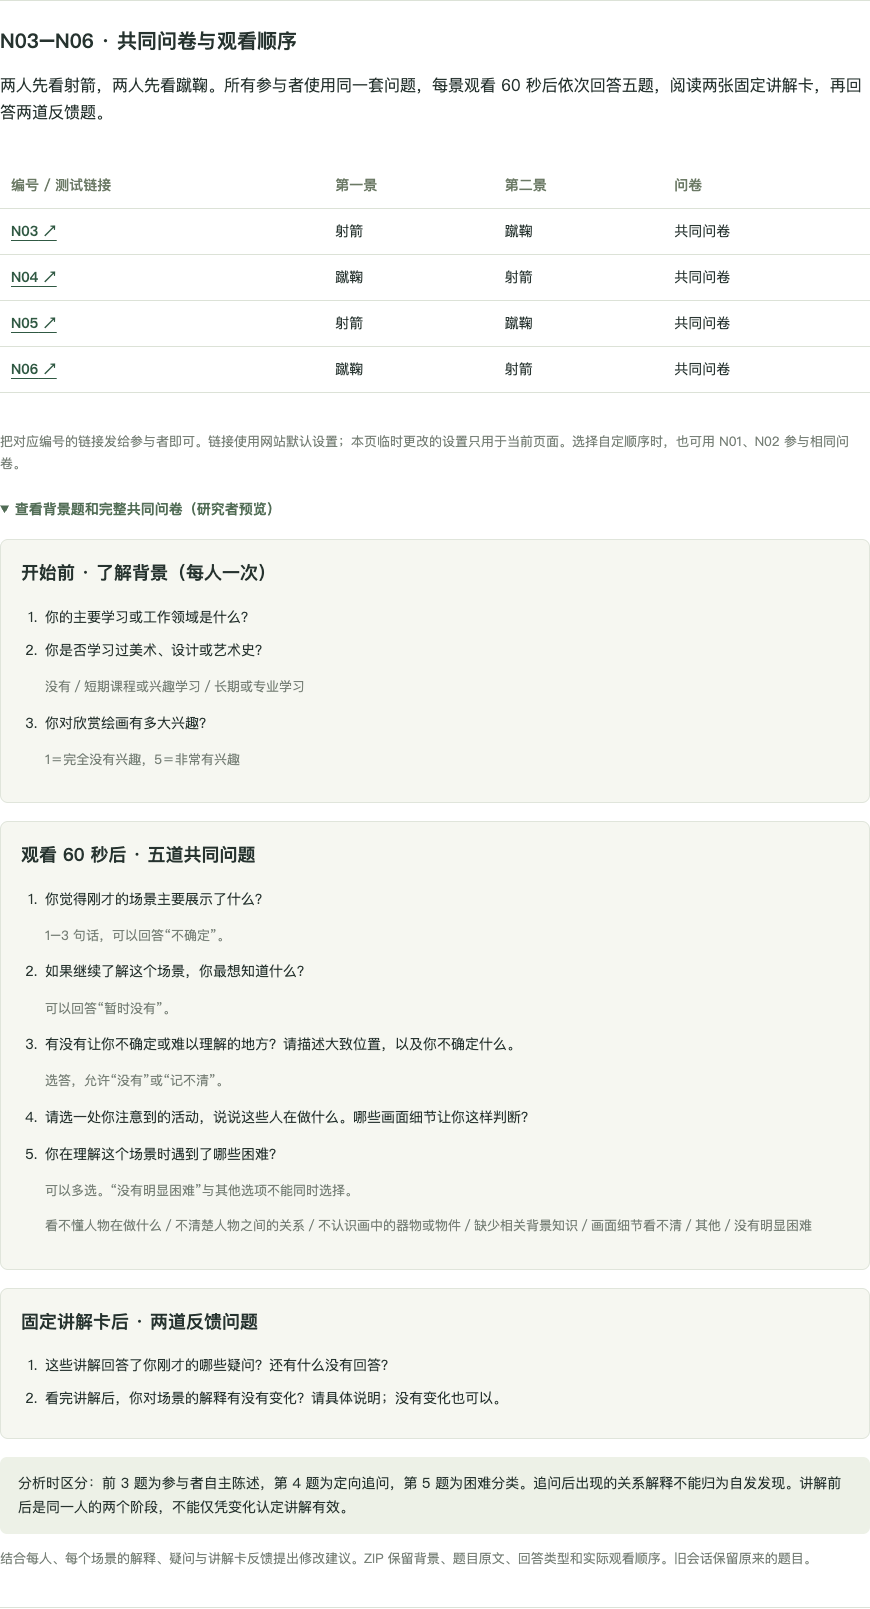 N03—N06 · 共同问卷与观看顺序
两人先看射箭，两人先看蹴鞠。所有参与者使用同一套问题，每景观看 60 秒后依次回答五题，阅读两张固定讲解卡，再回
答两道反馈题。
编号 / 测试链接 第一景 第二景 问卷
N03 ↗ 射箭 蹴鞠 共同问卷
N04 ↗ 蹴鞠 射箭 共同问卷
N05 ↗ 射箭 蹴鞠 共同问卷
N06 ↗ 蹴鞠 射箭 共同问卷
把对应编号的链接发给参与者即可。链接使用网站默认设置；本页临时更改的设置只用于当前页面。选择自定顺序时，也可用 N01、N02 参与相同问
卷。
▼ 查看背景题和完整共同问卷（研究者预览）
开始前 · 了解背景（每人一次）
1. 你的主要学习或工作领域是什么？
2. 你是否学习过美术、设计或艺术史？
没有 / 短期课程或兴趣学习 / 长期或专业学习
3. 你对欣赏绘画有多大兴趣？
1＝完全没有兴趣，5＝非常有兴趣
观看 60 秒后 · 五道共同问题
1. 你觉得刚才的场景主要展示了什么？
1—3 句话，可以回答“不确定”。
2. 如果继续了解这个场景，你最想知道什么？
可以回答“暂时没有”。
3. 有没有让你不确定或难以理解的地方？请描述大致位置，以及你不确定什么。
选答，允许“没有”或“记不清”。
4. 请选一处你注意到的活动，说说这些人在做什么。哪些画面细节让你这样判断？
5. 你在理解这个场景时遇到了哪些困难？
可以多选。“没有明显困难”与其他选项不能同时选择。
看不懂人物在做什么 / 不清楚人物之间的关系 / 不认识画中的器物或物件 / 缺少相关背景知识 / 画面细节看不清 / 其他 / 没有明显困难
固定讲解卡后 · 两道反馈问题
1. 这些讲解回答了你刚才的哪些疑问？还有什么没有回答？
2. 看完讲解后，你对场景的解释有没有变化？请具体说明；没有变化也可以。
分析时区分：前 3 题为参与者自主陈述，第 4 题为定向追问，第 5 题为困难分类。追问后出现的关系解释不能归为自发发现。讲解前
后是同一人的两个阶段，不能仅凭变化认定讲解有效。
结合每人、每个场景的解释、疑问与讲解卡反馈提出修改建议。ZIP 保留背景、题目原文、回答类型和实际观看顺序。旧会话保留原来的题目。